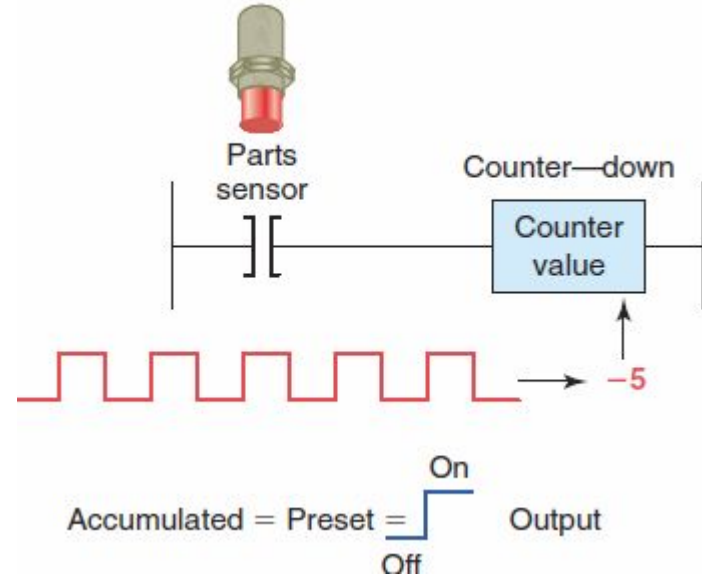 Parts
sensor
Counter—down
Counter
value
−5
On
Accumulated = Preset = Output
Off